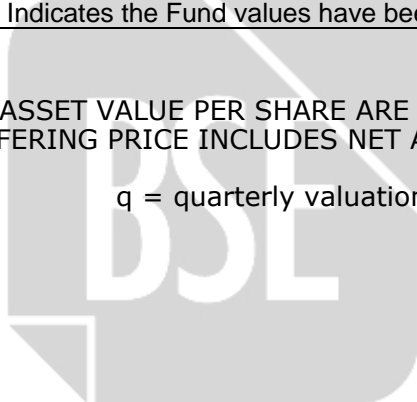 Indicates the Fund values have bee
ASSET VALUE PER SHARE ARE
FERING PRICE INCLUDES NET A
q = quarterly valuation
BSE